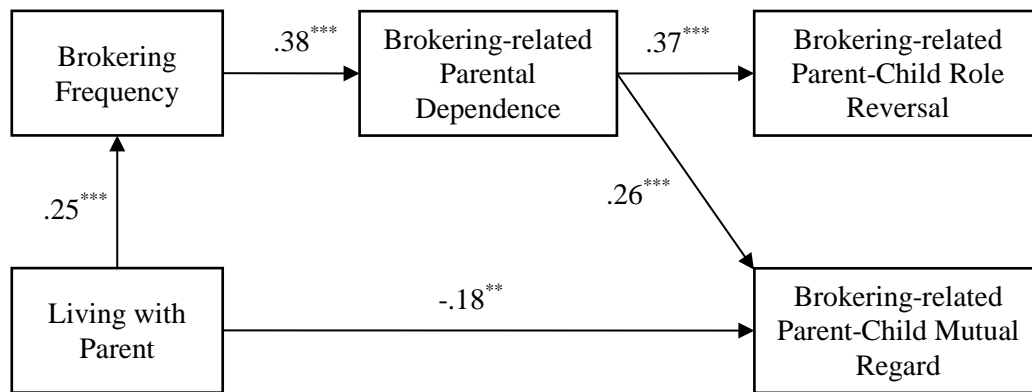 Brokering
Frequency
.38***
Brokering-related
Parental
Dependence
.37***
Brokering-related
Parent-Child Role
Reversal
.25***
.26***
Living with
Parent
-.18**
Brokering-related
Parent-Child Mutual
Regard